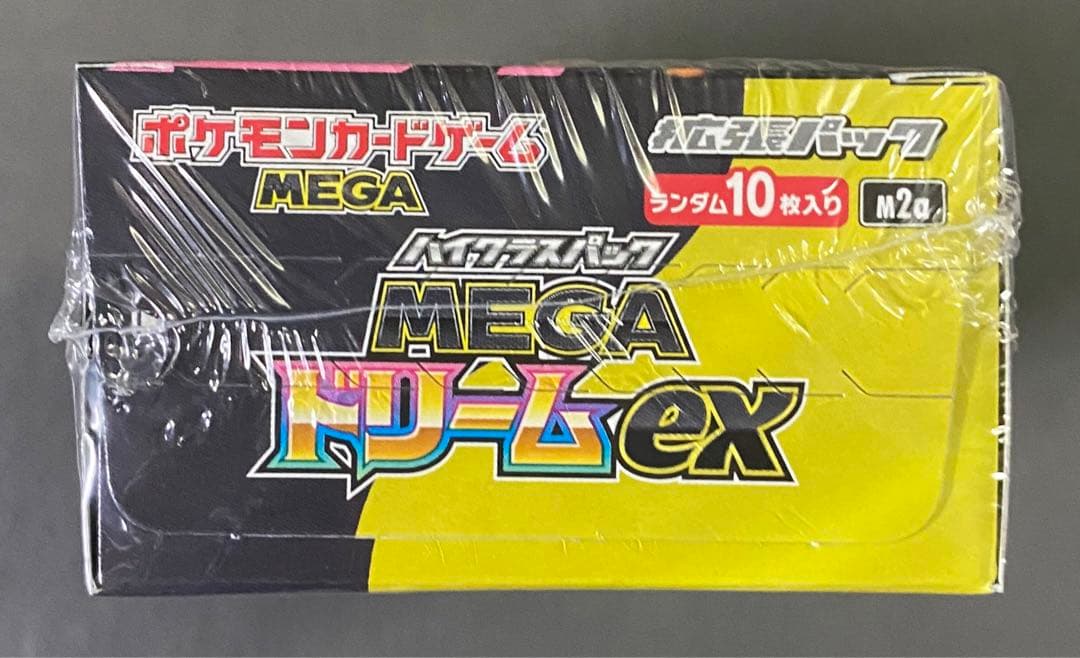 ポケモンカードゲーム
MEGA
拡張パック
ランダム10枚入り
M2a
ハイクラスパック
MEGA
ドリームex